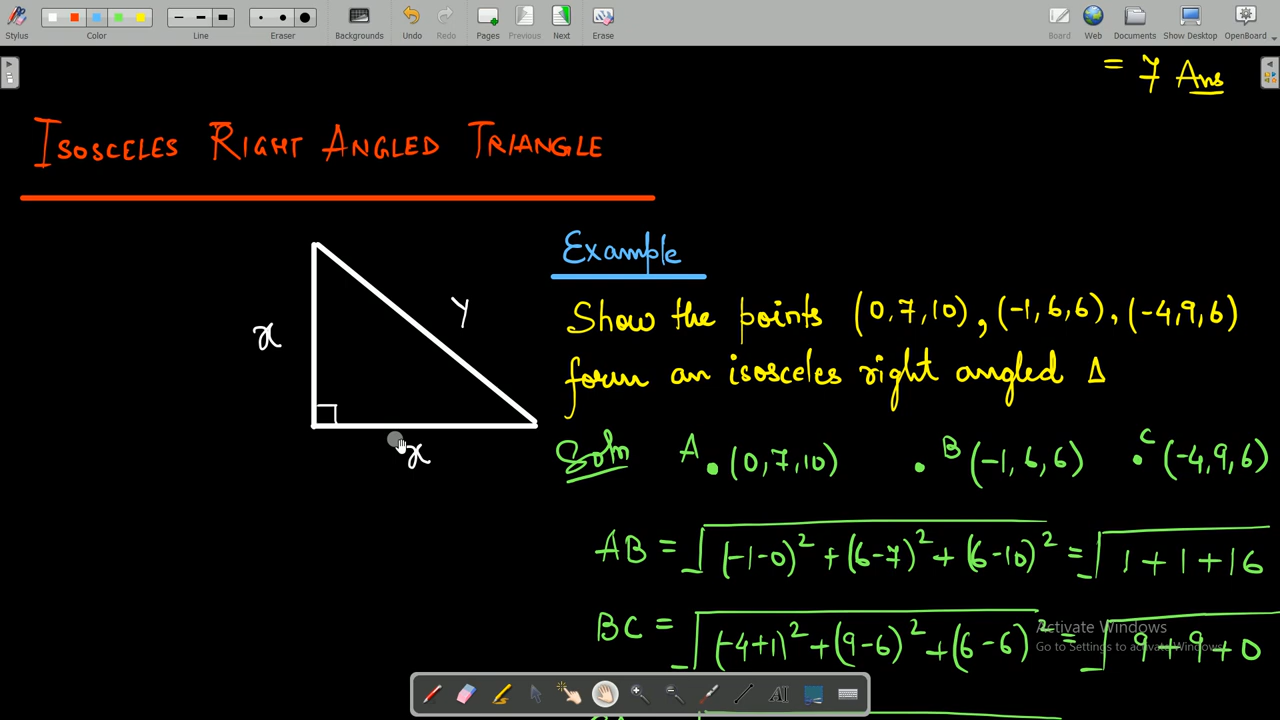 Stylus Color Line Eraser Backgrounds Undo Redo Pages Previous Next Erase Board Web Documents Show Desktop OpenBoard
= 7 Ans
ISOSCELES RIGHT ANGLED TRIANGLE
Example
Show the points (0,7,10), (-1,6,6), (-4,9,6)
form an isosceles right angled Δ
x
y
x
Soln A.(0,7,10) .B(-1,6,6) .C(-4,9,6)
AB = √(-1-0)²+(6-7)²+(6-10)² = √1+1+16
BC = √(-4+1)²+(9-6)²+(6-6)² = √9+9+0
Activate Windows
Go to Settings to activate Windows.